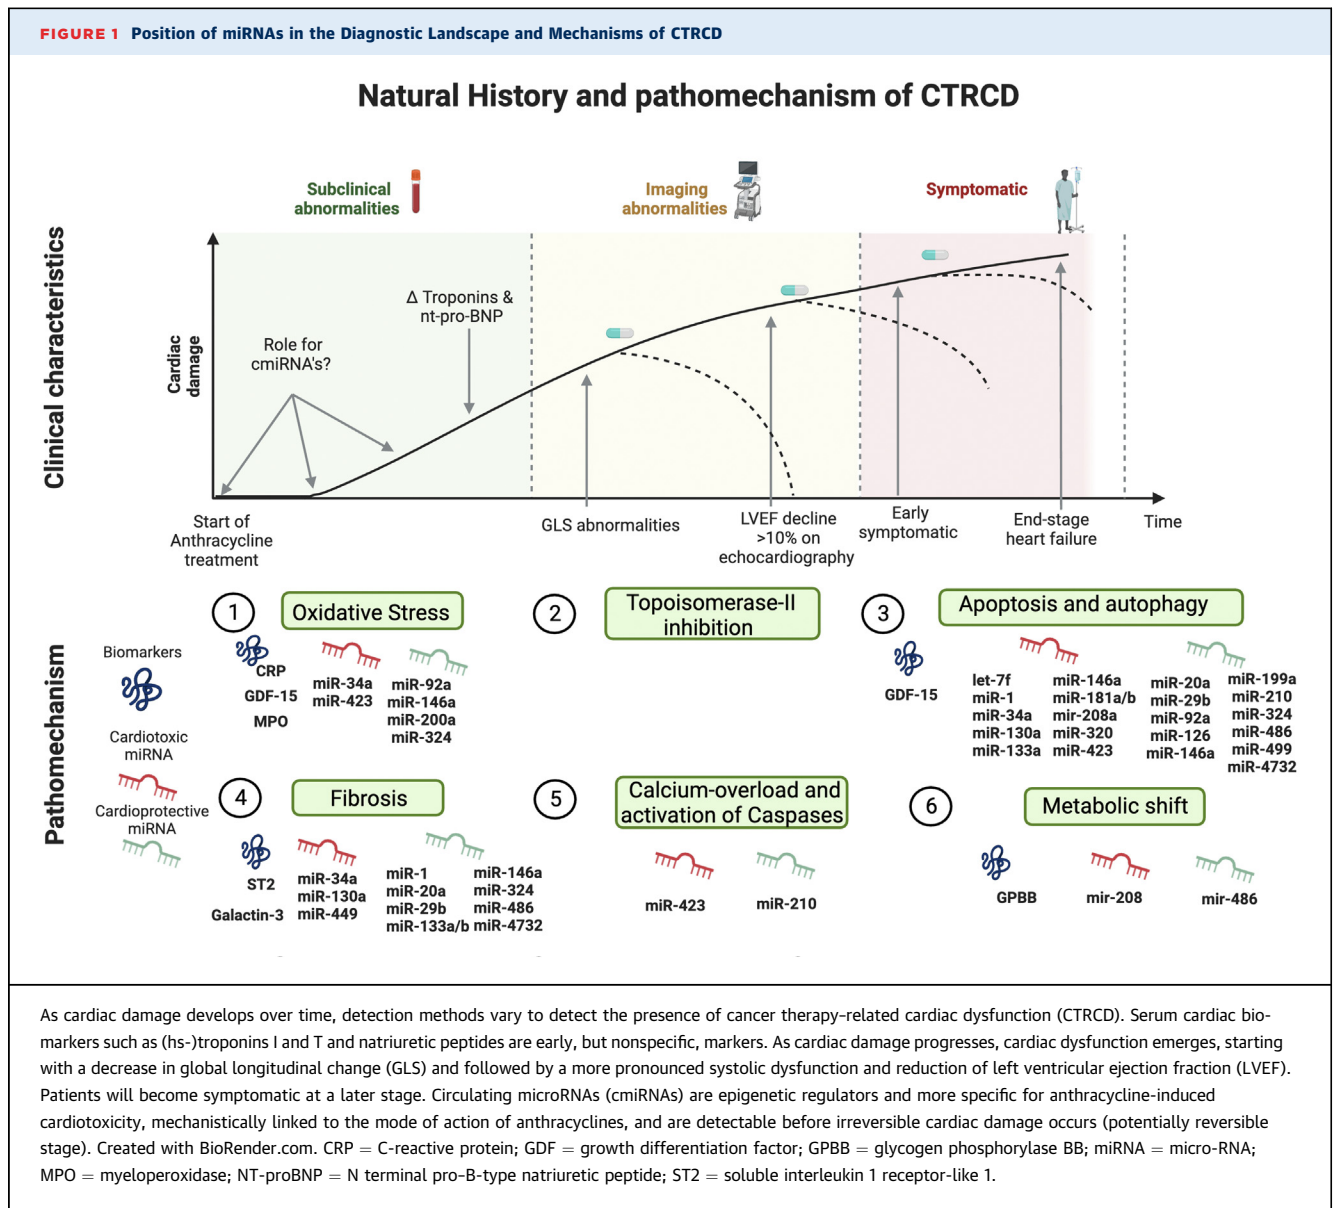 FIGURE 1 Position of miRNAs in the Diagnostic Landscape and Mechanisms of CTRCD
Natural History and pathomechanism of CTRCD
Clinical characteristics
Subclinical
abnormalities
Imaging
abnormalities
Symptomatic
Cardiac
damage
Role for
cmiRNA's?
Δ Troponins &
nt-pro-BNP
Start of
Anthracycline
treatment
GLS abnormalities
LVEF decline
>10% on
echocardiography
Early
symptomatic
End-stage
heart failure
Time
Pathomechanism
Biomarkers
Cardiotoxic
miRNA
Cardioprotective
miRNA
1
Oxidative Stress
CRP
GDF-15
MPO
miR-34a
miR-423
miR-92a
miR-146a
miR-200a
miR-324
2
Topoisomerase-II
inhibition
3
Apoptosis and autophagy
GDF-15
let-7f
miR-1
miR-34a
miR-130a
miR-133a
miR-146a
miR-181a/b
mir-208a
miR-320
miR-423
miR-20a
miR-29b
miR-92a
miR-126
miR-146a
miR-199a
miR-210
miR-324
miR-486
miR-499
miR-4732
4
Fibrosis
ST2
Galactin-3
miR-34a
miR-130a
miR-449
miR-1
miR-20a
miR-29b
miR-133a/b
miR-146a
miR-324
miR-486
miR-4732
5
Calcium-overload and
activation of Caspases
miR-423
miR-210
6
Metabolic shift
GPBB
mir-208
mir-486
As cardiac damage develops over time, detection methods vary to detect the presence of cancer therapy–related cardiac dysfunction (CTRCD). Serum cardiac bio-
markers such as (hs-)troponins I and T and natriuretic peptides are early, but nonspecific, markers. As cardiac damage progresses, cardiac dysfunction emerges, starting
with a decrease in global longitudinal change (GLS) and followed by a more pronounced systolic dysfunction and reduction of left ventricular ejection fraction (LVEF).
Patients will become symptomatic at a later stage. Circulating microRNAs (cmiRNAs) are epigenetic regulators and more specific for anthracycline-induced
cardiotoxicity, mechanistically linked to the mode of action of anthracyclines, and are detectable before irreversible cardiac damage occurs (potentially reversible
stage). Created with BioRender.com. CRP = C-reactive protein; GDF = growth differentiation factor; GPBB = glycogen phosphorylase BB; miRNA = micro-RNA;
MPO = myeloperoxidase; NT-proBNP = N terminal pro–B-type natriuretic peptide; ST2 = soluble interleukin 1 receptor-like 1.